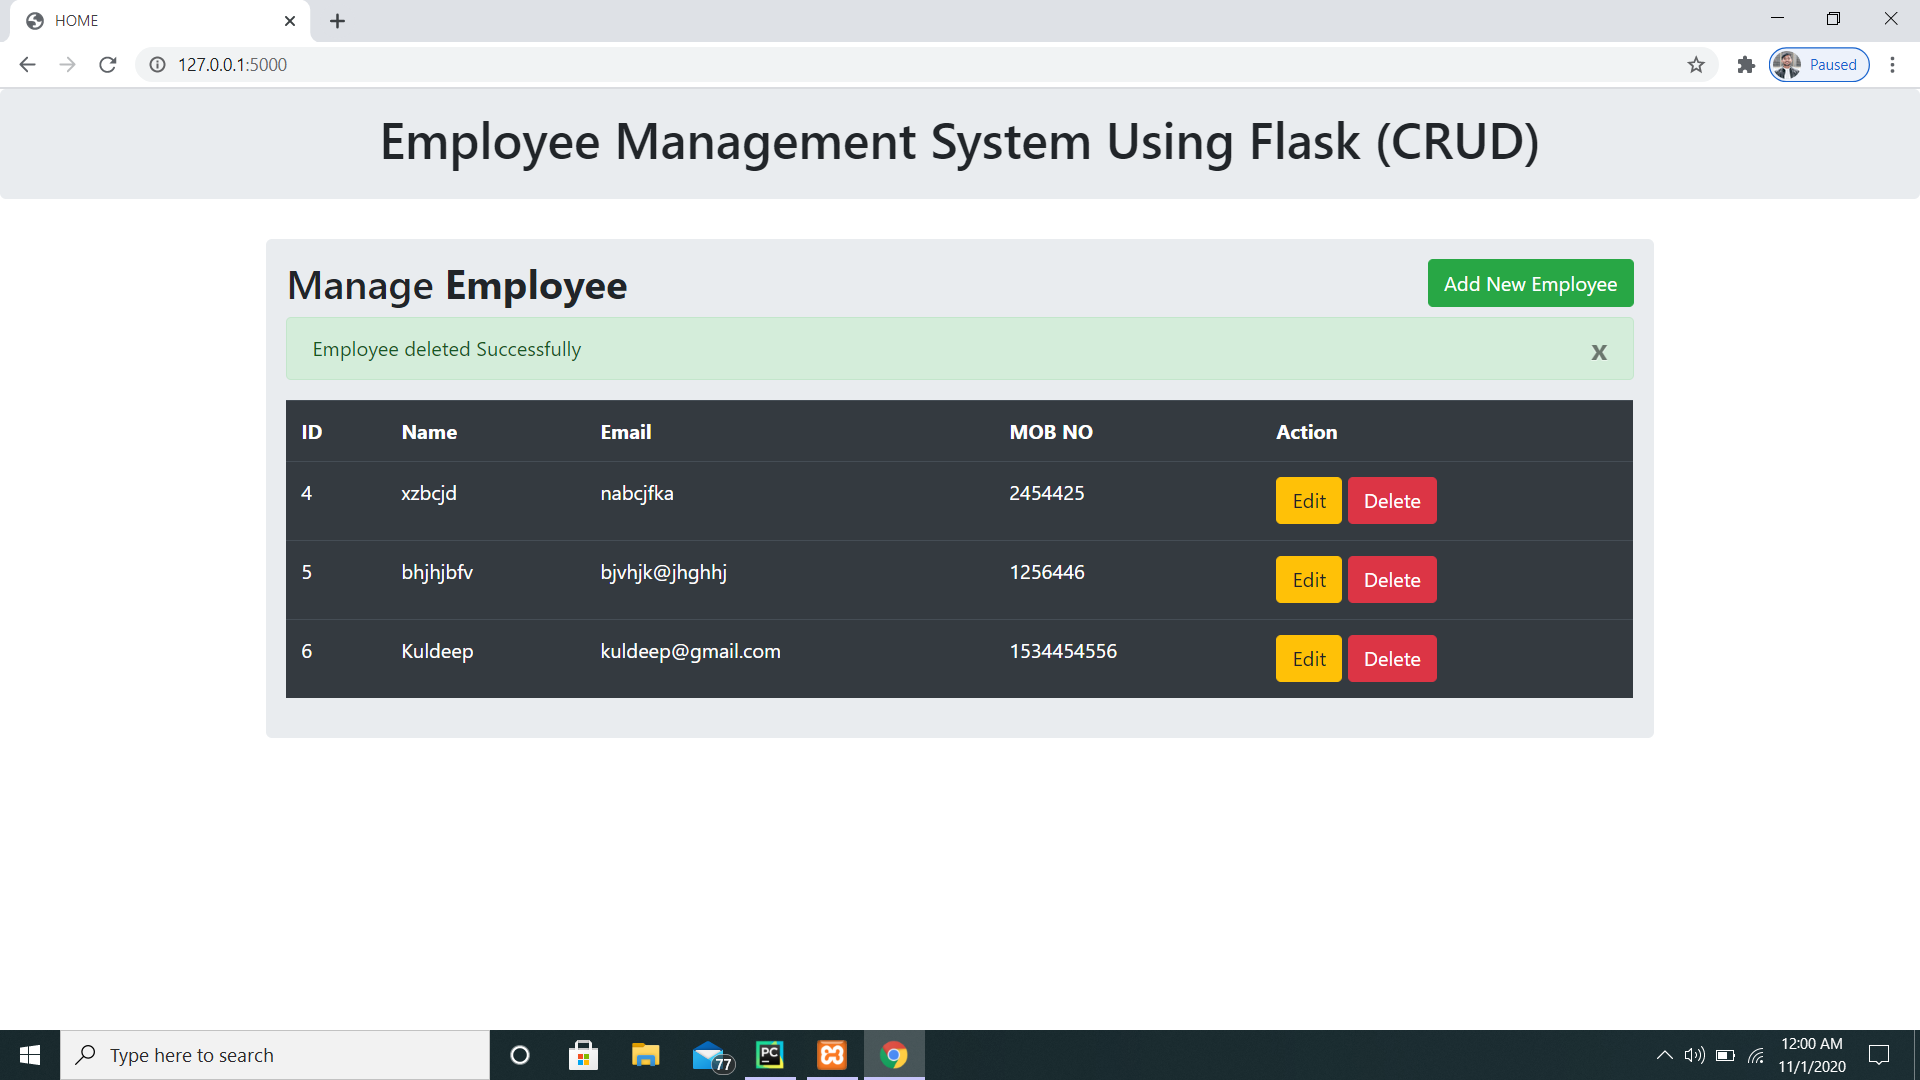 HOME
127.0.0.1:5000
Paused
Employee Management System Using Flask (CRUD)
Manage Employee
Add New Employee
Employee deleted Successfully
x
ID Name Email MOB NO Action
4 xzbcjd nabcjfka 2454425 Edit Delete
5 bhjhjbfv bjvhjk@jhghhj 1256446 Edit Delete
6 Kuldeep kuldeep@gmail.com 1534454556 Edit Delete
Type here to search
77
PC
12:00 AM
11/1/2020